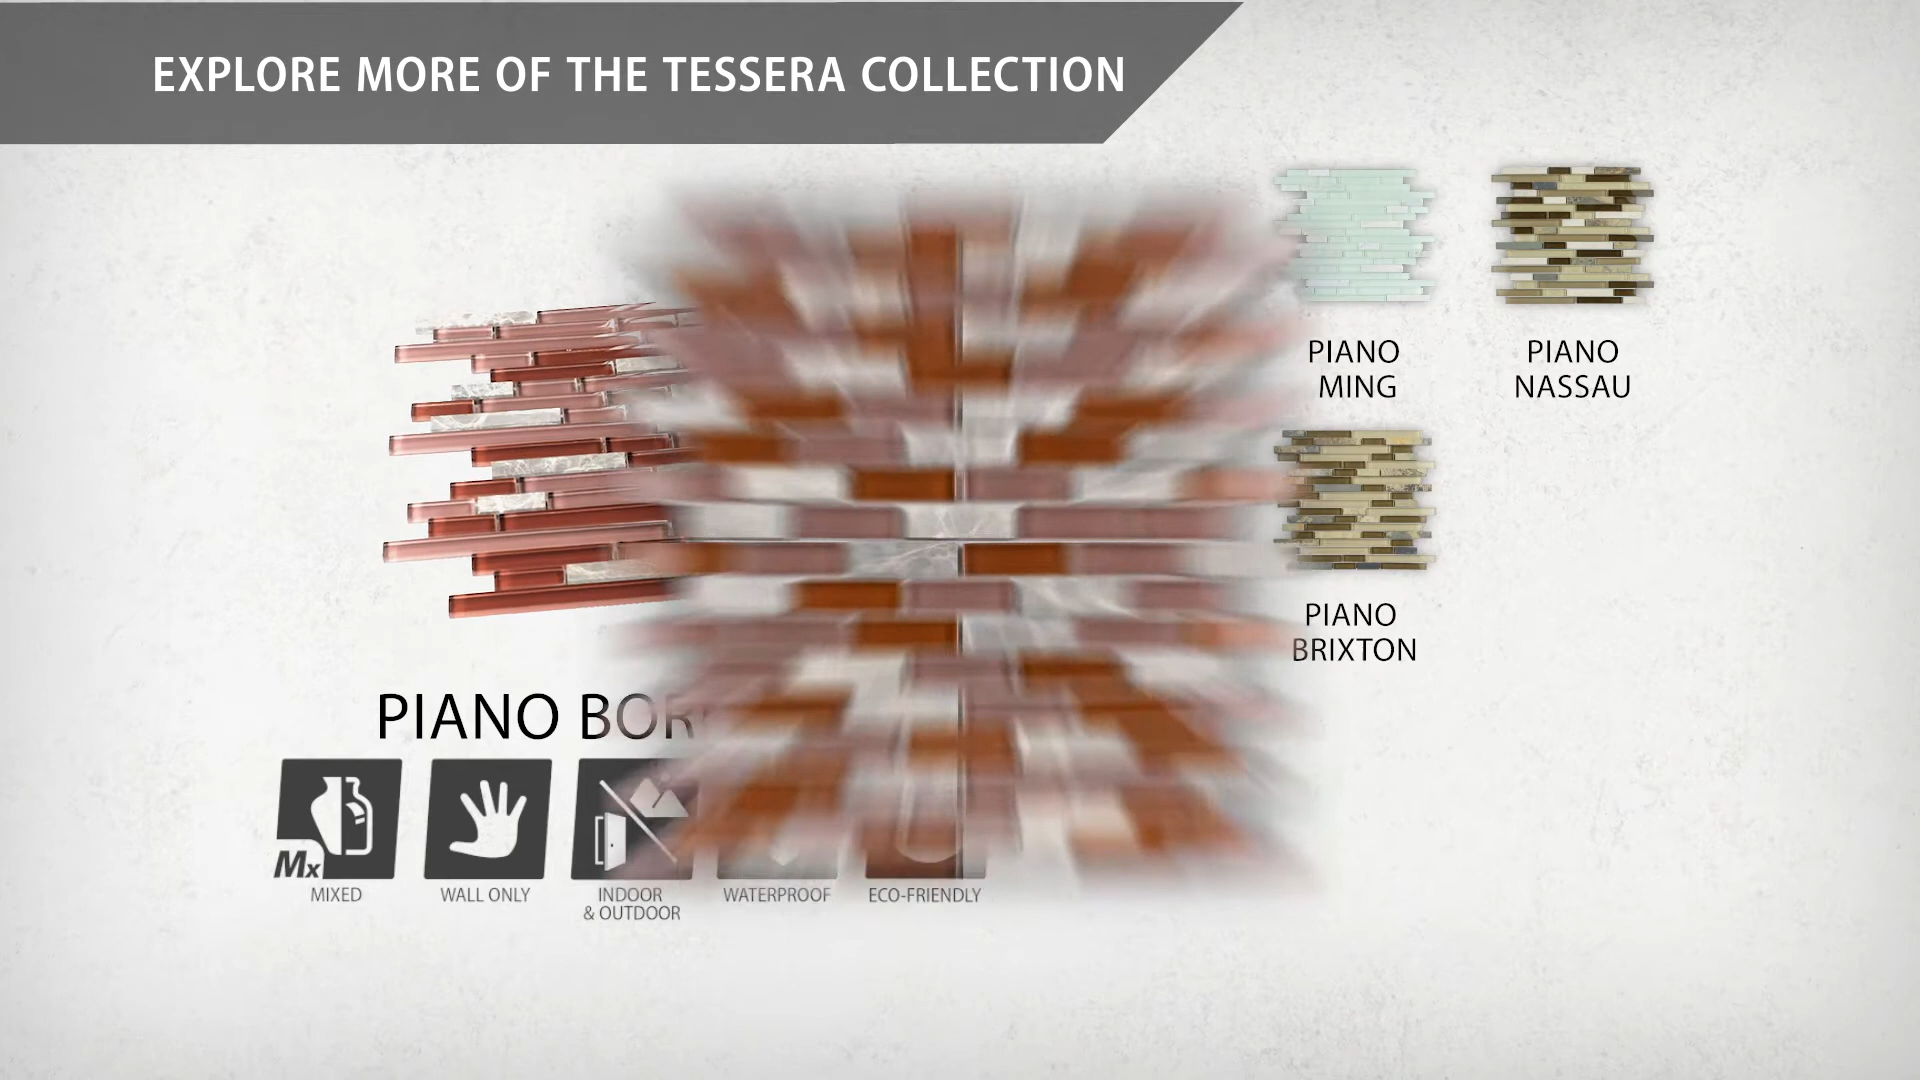 EXPLORE MORE OF THE TESSERA COLLECTION
PIANO
MING
PIANO
NASSAU
PIANO
BRIXTON
PIANO
Mx
MIXED
WALL ONLY
INDOOR
& OUTDOOR
WATERPROOF
ECO-FRIENDLY